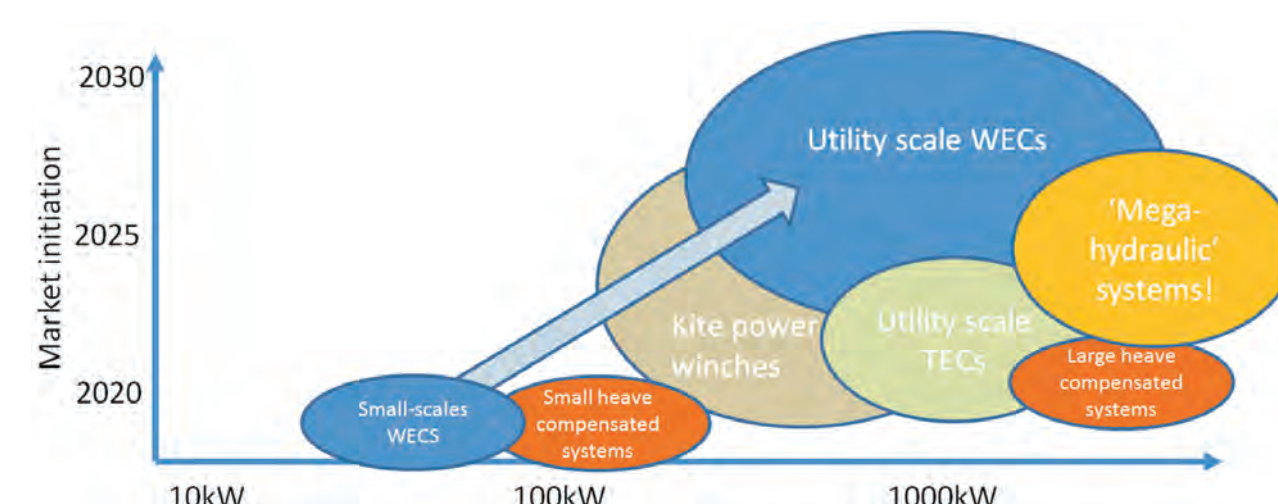 2030
Utility scale WECs
Market initiation
2025
'Mega-
hydraulic'
systems!
Kite power
winches
Utility scale
TECs
Large heave
compensated
systems
2020
Small-scales
WECS
Small heave
compensated
systems
10kW
100kW
1000kW